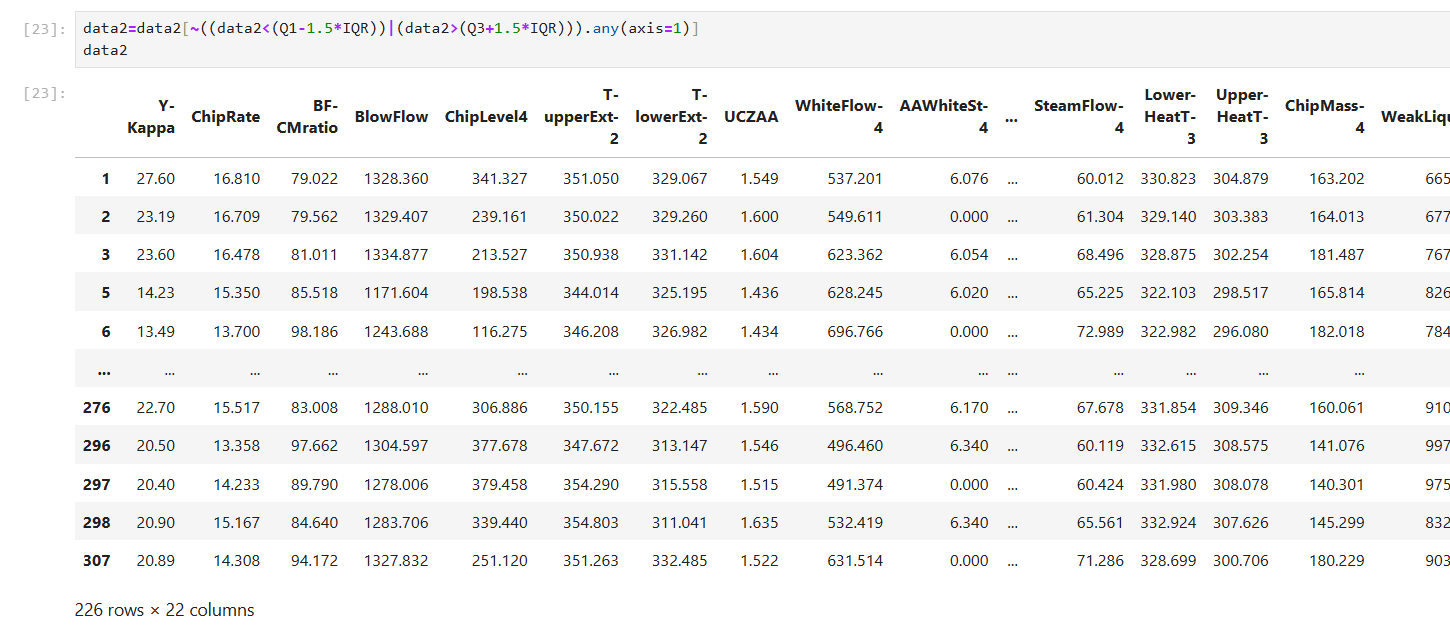 [23]: data2=data2[~((data2<(Q1-1.5*IQR))|(data2>(Q3+1.5*IQR))).any(axis=1)]
data2
[23]:
Y-Kappa ChipRate BF-CMratio BlowFlow ChipLevel4 T-upperExt-2 T-lowerExt-2 UCZAA WhiteFlow-4 AAWhiteSt-4 ... SteamFlow-4 Lower-HeatT-3 Upper-HeatT-3 ChipMass-4 WeakLiqu
1 27.60 16.810 79.022 1328.360 341.327 351.050 329.067 1.549 537.201 6.076 ... 60.012 330.823 304.879 163.202 665
2 23.19 16.709 79.562 1329.407 239.161 350.022 329.260 1.600 549.611 0.000 ... 61.304 329.140 303.383 164.013 677
3 23.60 16.478 81.011 1334.877 213.527 350.938 331.142 1.604 623.362 6.054 ... 68.496 328.875 302.254 181.487 767
5 14.23 15.350 85.518 1171.604 198.538 344.014 325.195 1.436 628.245 6.020 ... 65.225 322.103 298.517 165.814 826
6 13.49 13.700 98.186 1243.688 116.275 346.208 326.982 1.434 696.766 0.000 ... 72.989 322.982 296.080 182.018 784
... ... ... ... ... ... ... ... ... ... ... ... ... ... ... ...
276 22.70 15.517 83.008 1288.010 306.886 350.155 322.485 1.590 568.752 6.170 ... 67.678 331.854 309.346 160.061 910
296 20.50 13.358 97.662 1304.597 377.678 347.672 313.147 1.546 496.460 6.340 ... 60.119 332.615 308.575 141.076 997
297 20.40 14.233 89.790 1278.006 379.458 354.290 315.558 1.515 491.374 0.000 ... 60.424 331.980 308.078 140.301 975
298 20.90 15.167 84.640 1283.706 339.440 354.803 311.041 1.635 532.419 6.340 ... 65.561 332.924 307.626 145.299 832
307 20.89 14.308 94.172 1327.832 251.120 351.263 332.485 1.522 631.514 0.000 ... 71.286 328.699 300.706 180.229 903
226 rows × 22 columns